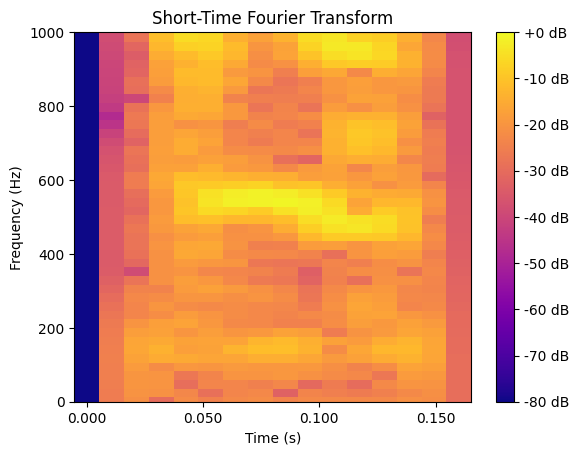 Short-Time Fourier Transform
1000
800
600
400
200
0
Frequency (Hz)
0.000
0.050
0.100
0.150
Time (s)
+0 dB
-10 dB
-20 dB
-30 dB
-40 dB
-50 dB
-60 dB
-70 dB
-80 dB